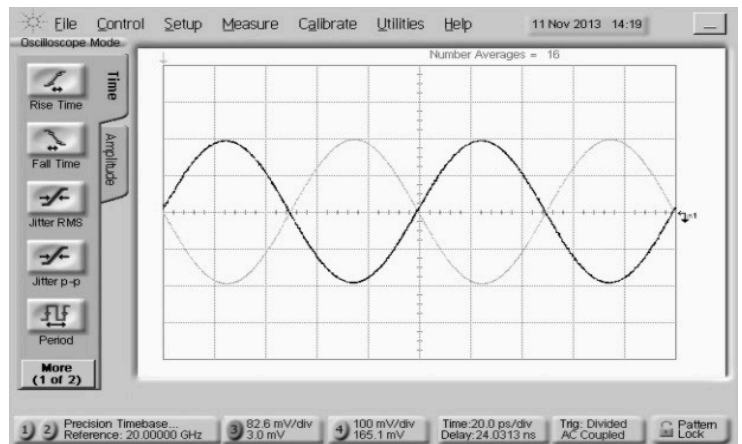 File Control Setup Measure Calibrate Utilities Help 11 Nov 2013 14:19
Oscilloscope Mode
Number Averages = 16
Time
Amplitude
Rise Time
Fall Time
Jitter RMS
Jitter p-p
Period
More
(1 of 2)
1 2 Precision Timebase...
Reference: 20.00000 GHz
3 82.6 mV/div
3.0 mV
4 100 mV/div
165.1 mV
Time:20.0 ps/div
Delay:24.0313 ns
Trig: Divided
AC Coupled
Pattern
Lock